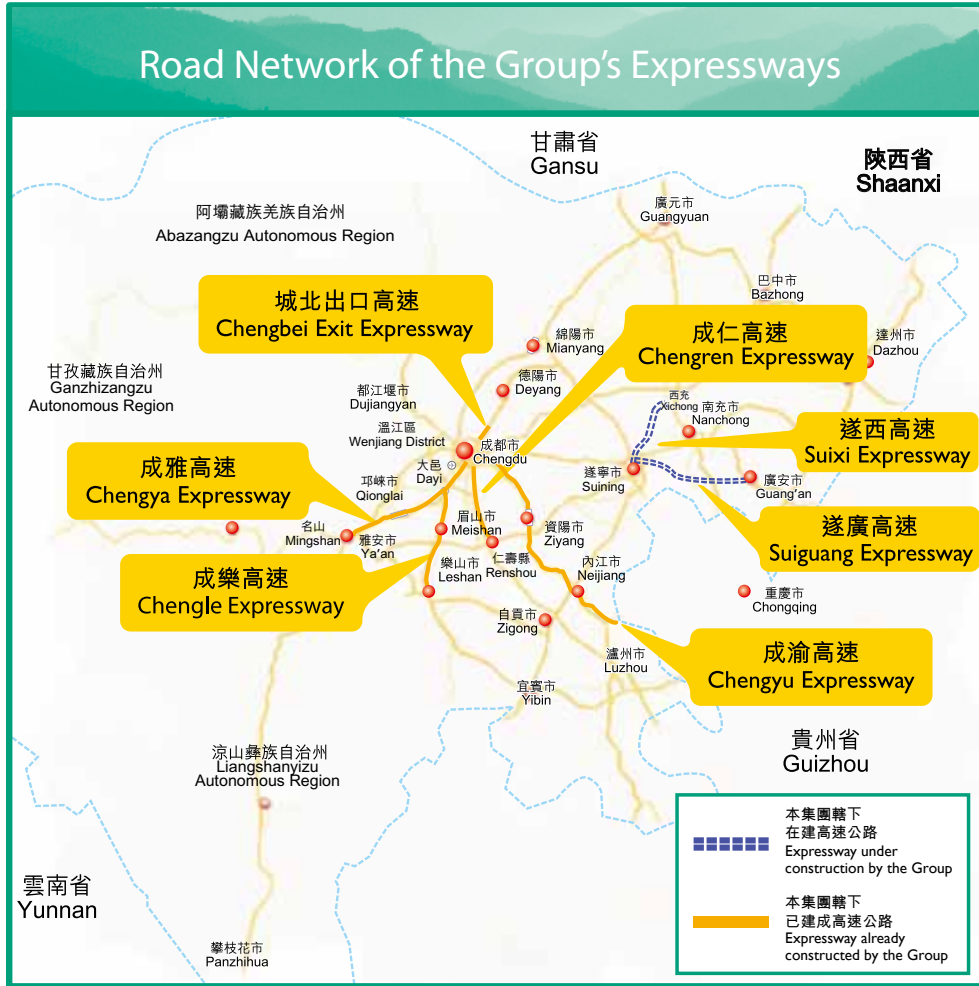 Road Network of the Group's Expressways
甘肅省
Gansu
陝西省
Shaanxi
廣元市
Guangyuan
阿壩藏族羌族自治州
Abazangzu Autonomous Region
巴中市
Bazhong
城北出口高速
Chengbei Exit Expressway
成仁高速
Chengren Expressway
綿陽市
Mianyang
達州市
Dazhou
甘孜藏族自治州
Ganzhizangzu
Autonomous Region
都江堰市
Dujiangyan
德陽市
Deyang
西充
Xichong
南充市
Nanchong
溫江區
Wenjiang District
成都市
Chengdu
遂西高速
Suixi Expressway
成雅高速
Chengya Expressway
大邑
Dayi
邛崍市
Qionglai
遂寧市
Suining
廣安市
Guang'an
名山
Mingshan
雅安市
Ya'an
眉山市
Meishan
資陽市
Ziyang
遂廣高速
Suiguang Expressway
成樂高速
Chengle Expressway
樂山市
Leshan
仁壽縣
Renshou
內江市
Neijiang
重慶市
Chongqing
自貢市
Zigong
瀘州市
Luzhou
成渝高速
Chengyu Expressway
宜賓市
Yibin
貴州省
Guizhou
涼山彝族自治州
Liangshanyizu
Autonomous Region
雲南省
Yunnan
攀枝花市
Panzhihua
本集團轄下
在建高速公路
Expressway under
construction by the Group
本集團轄下
已建成高速公路
Expressway already
constructed by the Group